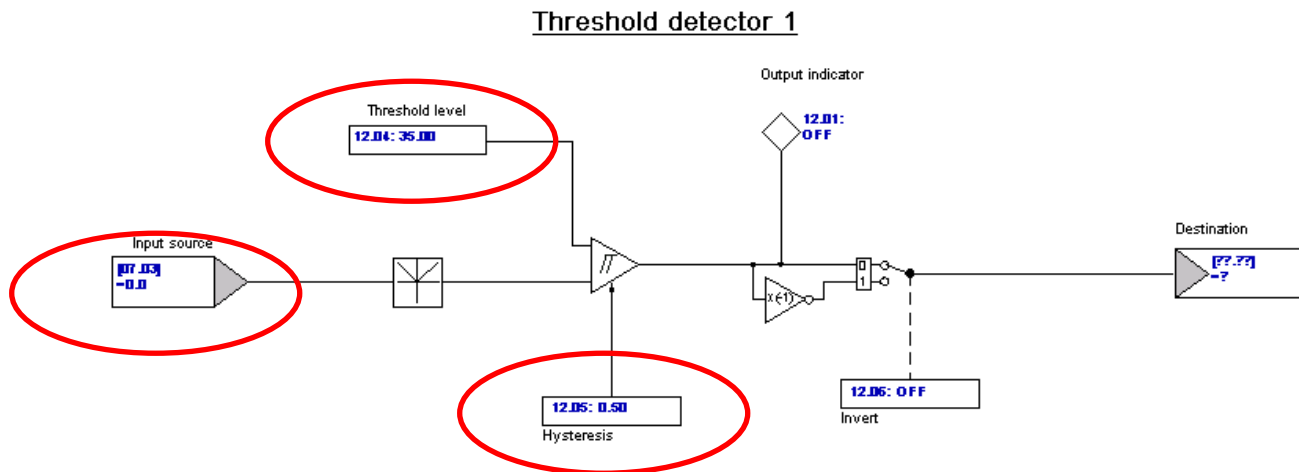 Threshold detector 1
Output indicator
12.01:
OFF
Threshold level
12.04: 35.00
Input source
[07.03]
=0.0
Destination
[??.??]
=?
0
1
x(-1)
12.05: 0.50
Hysteresis
12.06: OFF
Invert